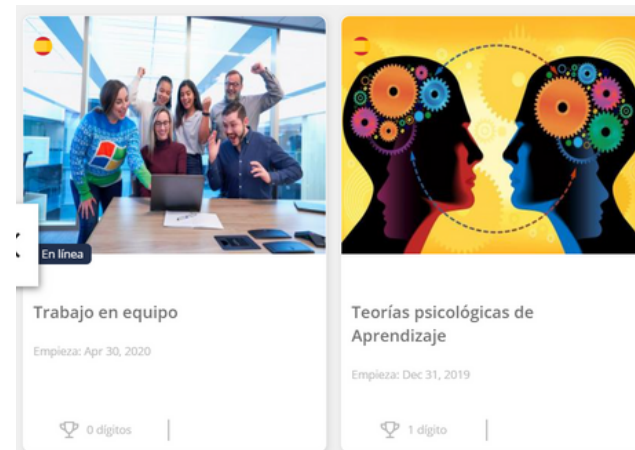 En línea
Trabajo en equipo
Empieza: Apr 30, 2020
0 dígitos
Teorías psicológicas de
Aprendizaje
Empieza: Dec 31, 2019
1 dígito